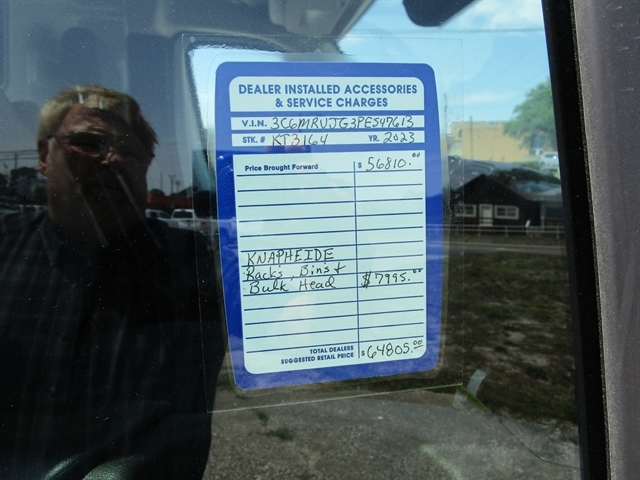 DEALER INSTALLED ACCESSORIES
& SERVICE CHARGES
V.I.N. 3C6MRVJG3PE547613
STK. # KT3164 YR. 2023
Price Brought Forward $ 56810.00
KNAPHEIDE
Racks, Bins &
Bulk Head $7995.00
TOTAL DEALERS
SUGGESTED RETAIL PRICE $ 64805.00